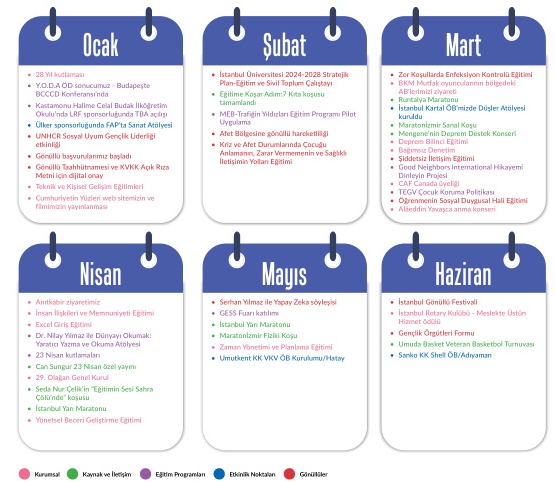 Ocak
28.Yıl kutlaması
Y.O.D.A ÖD sonucumuz - Budapeşte
BCCCD Konferansı'nda
Kastamonu Halime Celal Budak İlköğretim
Okulu'nda LRF sponsorluğunda TBA açılışı
Ülker sponsorluğunda FAP'ta Sanat Atölyesi
UNHCR Sosyal Uyum Gençlik Liderliği
etkinliği
Gönüllü başvurularımız başladı
Gönüllü Taahhütnamesi ve KVKK Açık Rıza
Metni için dijital onay
Teknik ve Kişisel Gelişim Eğitimleri
Cumhuriyetin Yüzleri web sitemizin ve
filmimizin yayınlanması
Şubat
İstanbul Üniversitesi 2024-2028 Stratejik
Plan-Eğitim ve Sivil Toplum Çalıştayı
Eğitime Koşar Adım:7 Kıta koşusu
tamamlandı
MEB-Trafiğin Yıldızları Eğitim Programı Pilot
Uygulama
Afet Bölgesine gönüllü hareketliliği
Kriz ve Afet Durumlarında Çocuğu
Anlamanın, Zarar Vermemenin ve Sağlıklı
İletişimin Yolları Eğitimi
Mart
Zor Koşullarda Enfeksiyon Kontrolü Eğitimi
BKM Mutfak oyuncularının bölgedeki
AB'lerimizi ziyareti
Runtalya Maratonu
İstanbul Kartal ÖB'mizde Düşler Atölyesi
kuruldu
Maratonİzmir Sanal Koşu
Mengene'nin Deprem Destek Konseri
Deprem Bilinci Eğitimi
Bağımsız Denetim
Şiddetsiz İletişim Eğitimi
Good Neighbors International Hikayemi
Dinleyin Projesi
CAF Canada üyeliği
TEGV Çocuk Koruma Politikası
Öğrenmenin Sosyal Duygusal Hali Eğitimi
Alâeddin Yavaşca anma konseri
Nisan
Anıtkabir ziyaretimiz
İnsan İlişkileri ve Memnuniyeti Eğitimi
Excel Giriş Eğitimi
Dr. Nilay Yılmaz ile Dünyayı Okumak:
Yaratıcı Yazma ve Okuma Atölyesi
23 Nisan kutlamaları
Can Sungur 23 Nisan özel yayını
29. Olağan Genel Kurul
Seda Nur Çelik'in "Eğitimin Sesi Sahra
Çölü'nde" koşusu
İstanbul Yarı Maratonu
Yönetsel Beceri Geliştirme Eğitimi
Mayıs
Serhan Yılmaz ile Yapay Zeka söyleşisi
GESS Fuarı katdımı
İstanbul Yarı Maratonu
Maratonİzmir Fiziki Koşu
Zaman Yönetimi ve Planlama Eğitimi
Umutkent KK VKV ÖB Kurulumu/Hatay
Haziran
İstanbul Gönüllü Festivali
İstanbul Rotary Kulübü - Meslekte Üstün
Hizmet ödülü
Gençlik Örgütleri Formu
Umuda Basket Veteran Basketbol Turnuvası
Sanko KK Shell ÖB/Adıyaman
Kurumsal
Kaynak ve İletişim
Eğitim Programları
Etkinlik Noktaları
Gönüllüler